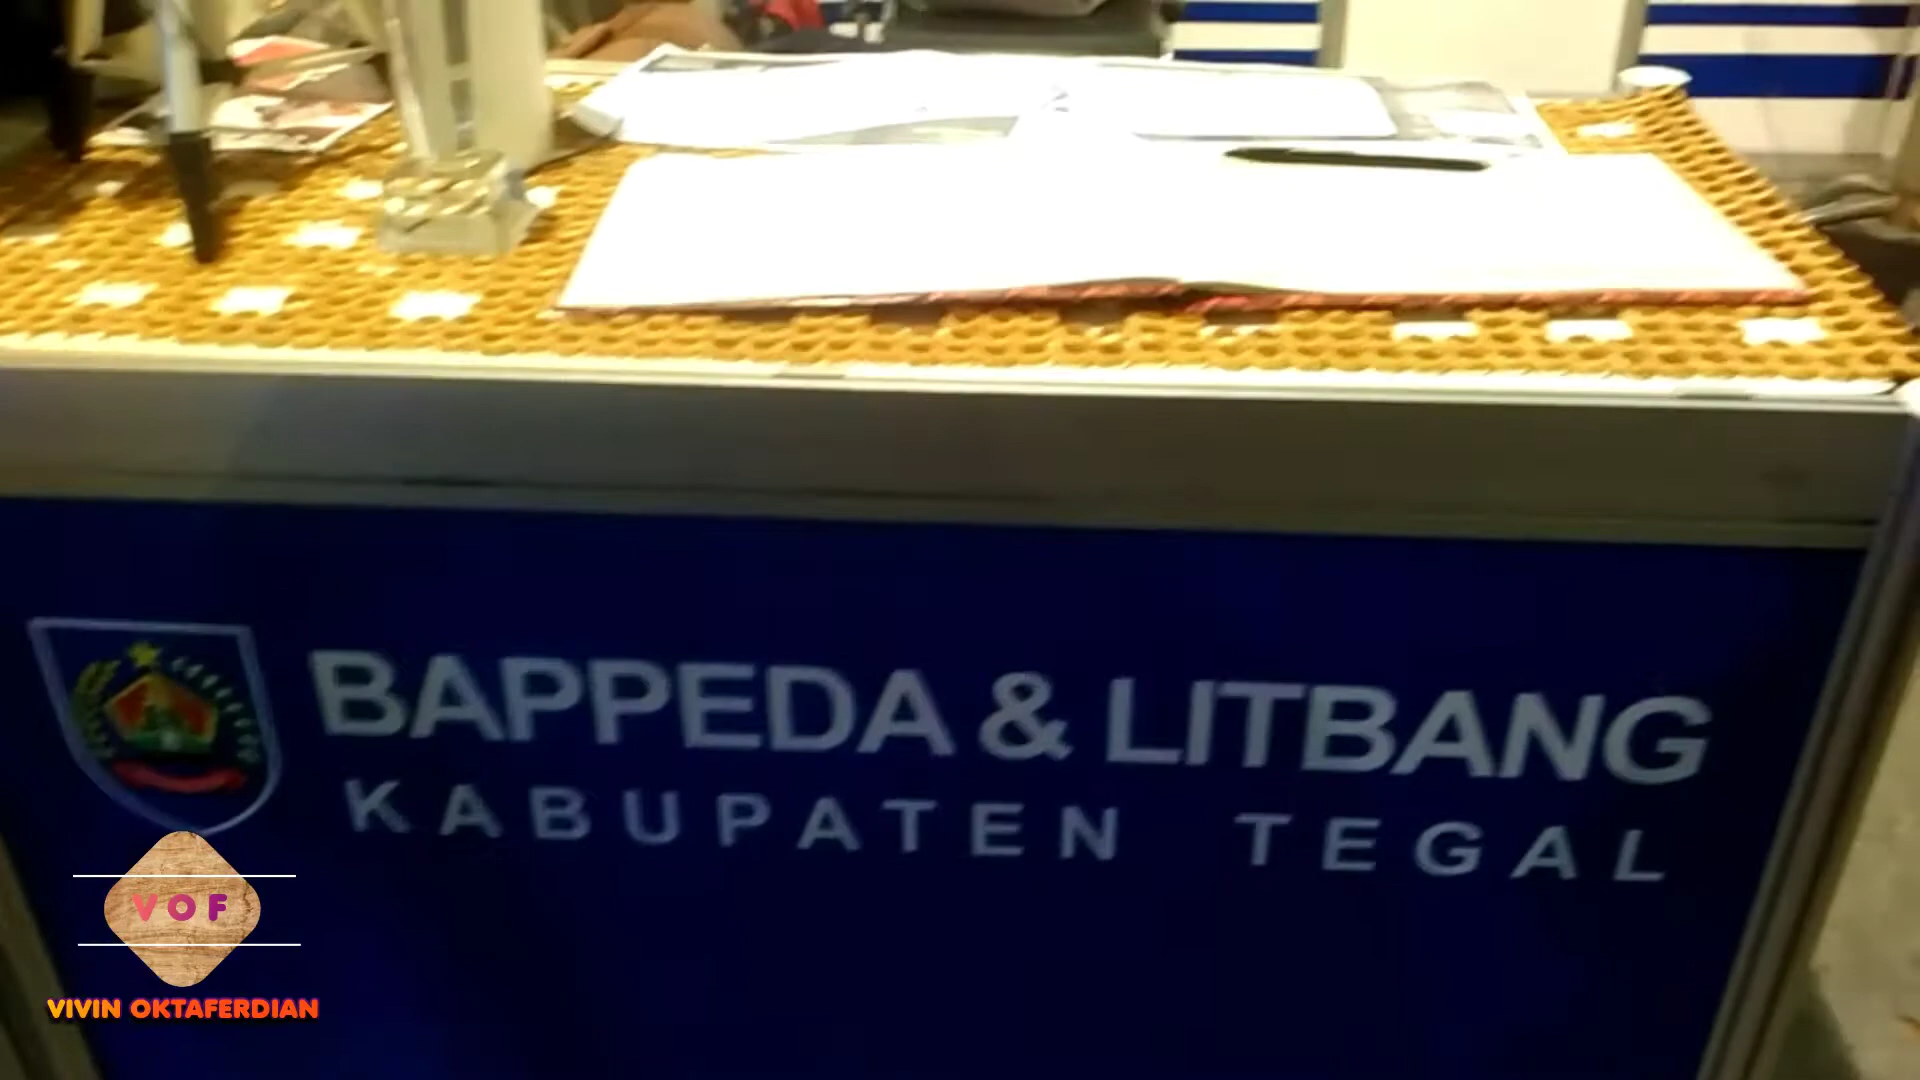 BAPPEDA & LITBANG
KABUPATEN TEGAL
VOF
VIVIN OKTAFERDIAN